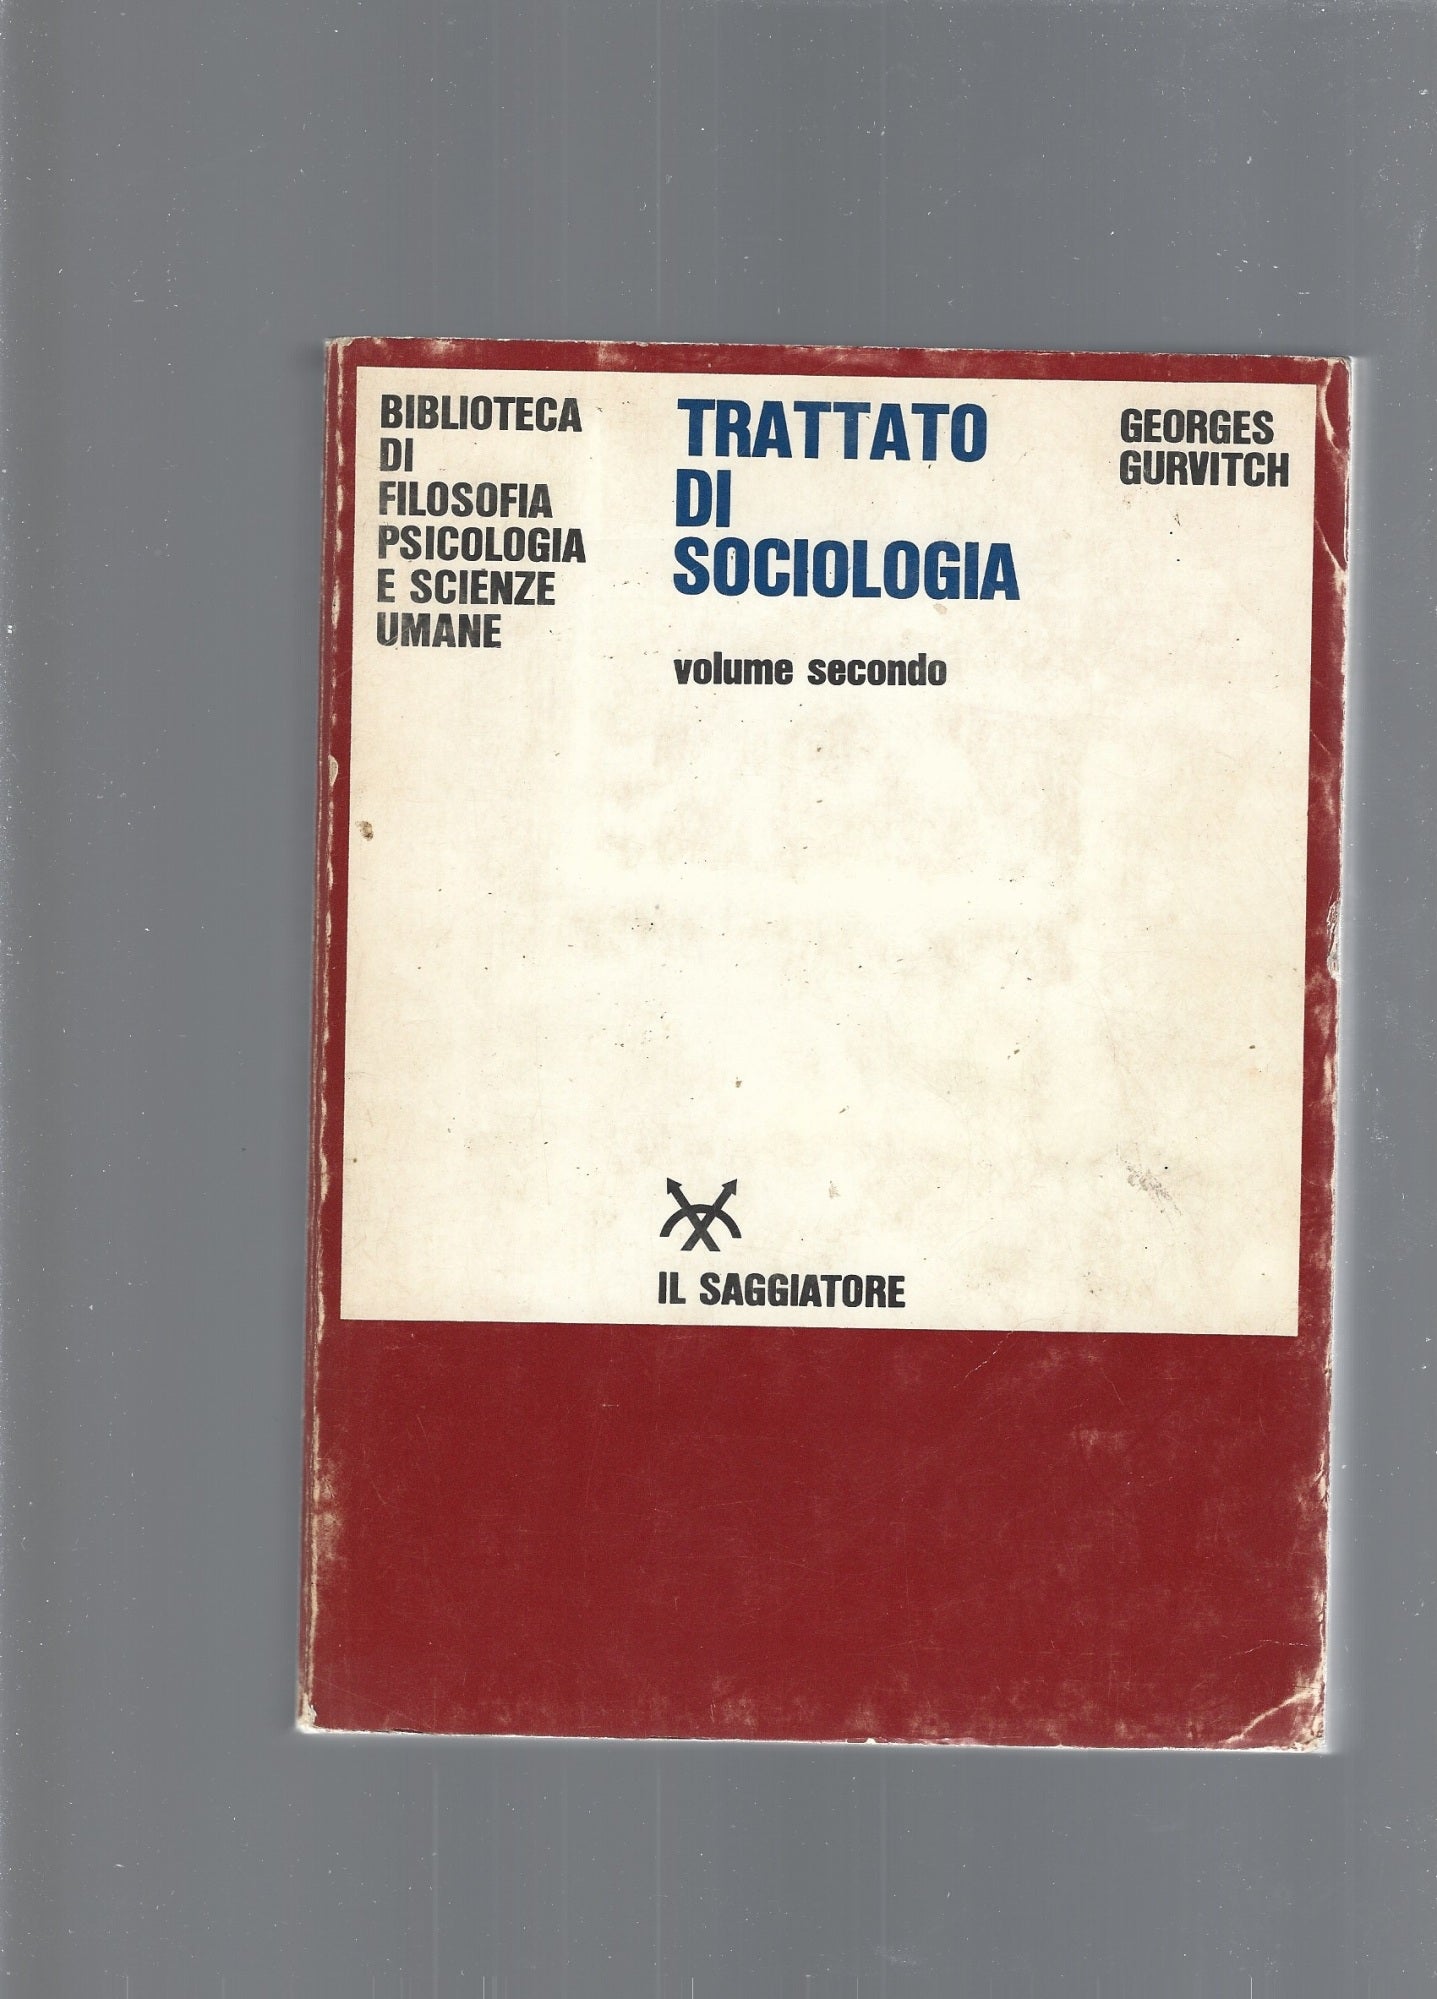 BIBLIOTECA
DI
FILOSOFIA
PSICOLOGIA
E SCIENZE
UMANE
TRATTATO
DI
SOCIOLOGIA
volume secondo
GEORGES
GURVITCH
IL SAGGIATORE